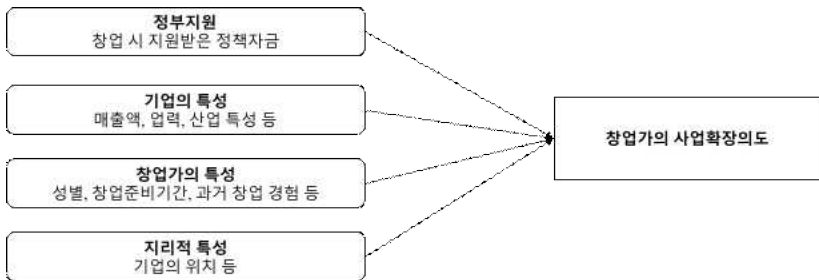 정부지원
창업 시 지원받은 정책자금
기업의 특성
매출액, 업력, 산업 특성 등
창업가의 특성
성별, 창업준비기간, 과거 창업 경험 등
지리적 특성
기업의 위치 등
창업가의 사업확장의도